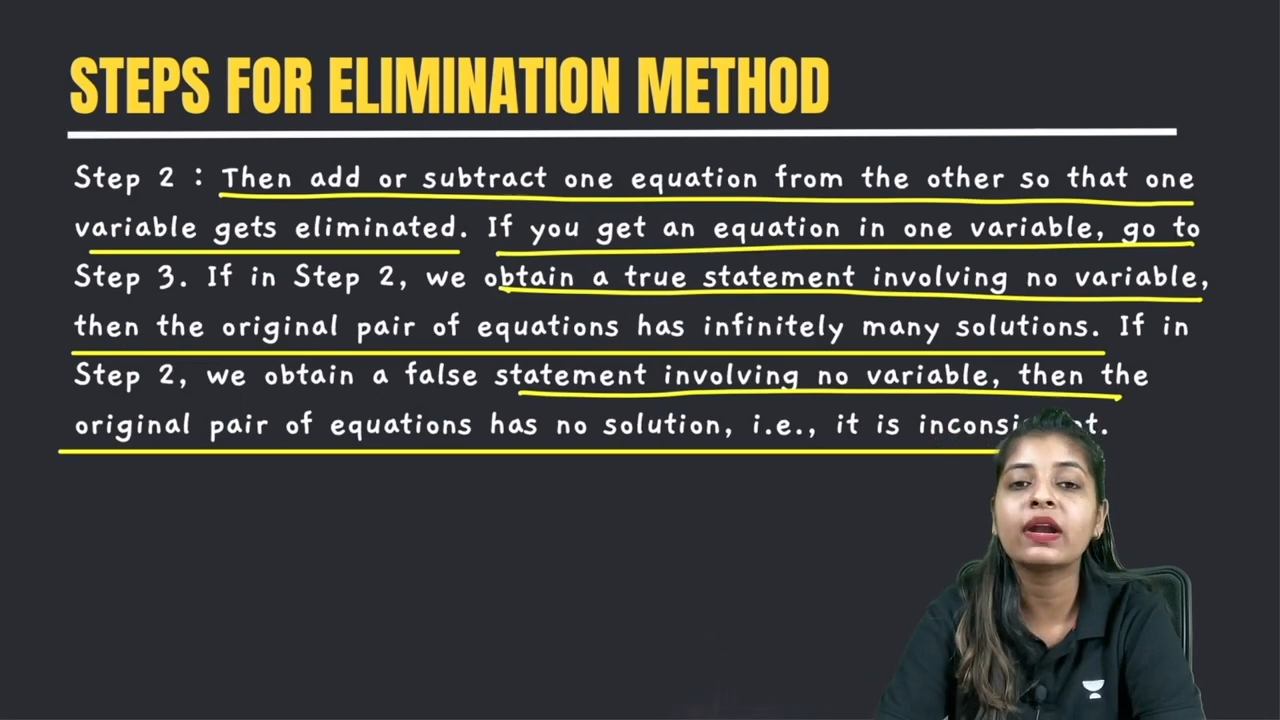 STEPS FOR ELIMINATION METHOD
Step 2 : Then add or subtract one equation from the other so that one
variable gets eliminated. If you get an equation in one variable, go to
Step 3. If in Step 2, we obtain a true statement involving no variable,
then the original pair of equations has infinitely many solutions. If in
Step 2, we obtain a false statement involving no variable, then the
original pair of equations has no solution, i.e., it is